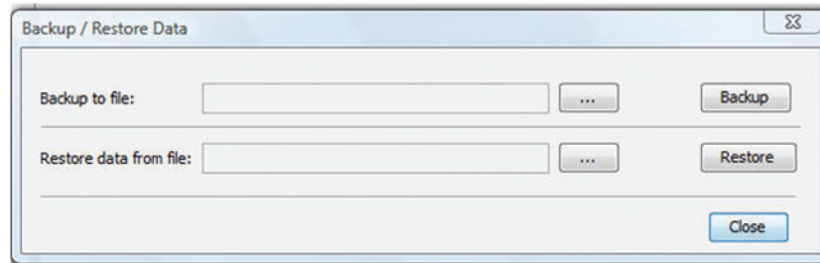 Backup / Restore Data
Backup to file: ... Backup
Restore data from file: ... Restore
Close